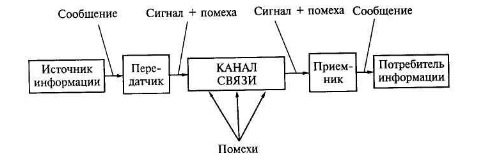 Сообщение
Сигнал + помеха
Сигнал + помеха
Сообщение
Источник
информации
Пере-
датчик
КАНАЛ
СВЯЗИ
Прием-
ник
Потребитель
информации
Помехи